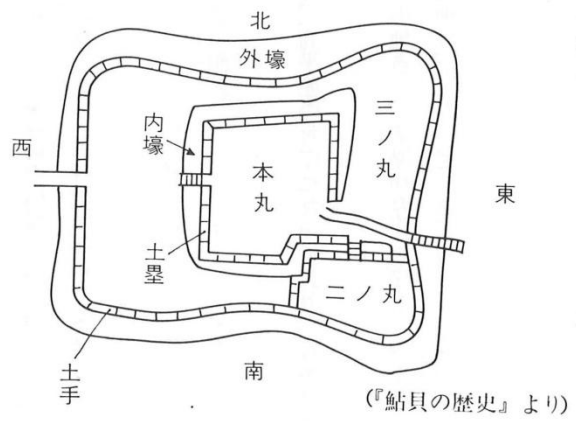 北
外壕
三ノ丸
内壕
西
本丸
東
土塁
二ノ丸
土手
南
(『鮎貝の歴史』より)